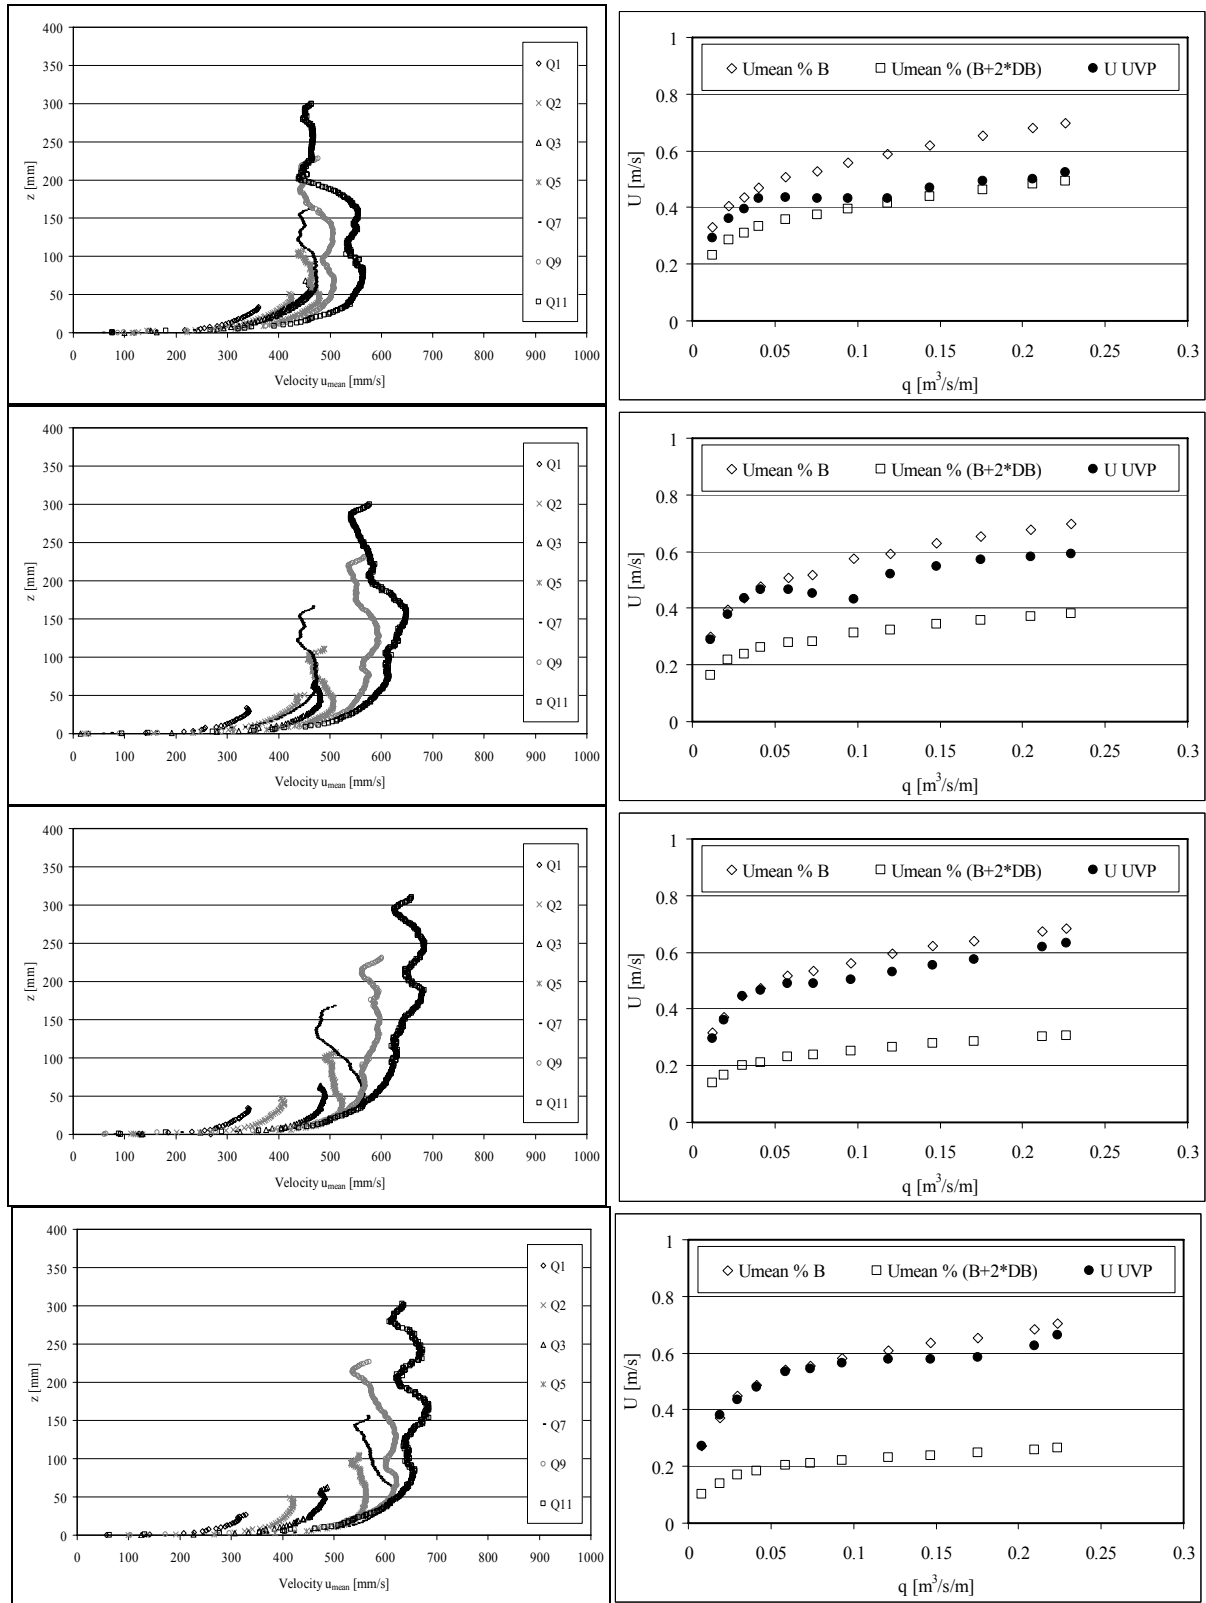 400
350
300
250
200
150
100
50
0
z [mm]
0 100 200 300 400 500 600 700 800 900 1000
Velocity umean [mm/s]
Q1
Q2
Q3
Q5
Q7
Q9
Q11
1
0.8
0.6
0.4
0.2
0
U [m/s]
Umean % B Umean % (B+2*DB) U UVP
0 0.05 0.1 0.15 0.2 0.25 0.3
q [m³/s/m]
400
350
300
250
200
150
100
50
0
z [mm]
0 100 200 300 400 500 600 700 800 900 1000
Velocity umean [mm/s]
Q1
Q2
Q3
Q5
Q7
Q9
Q11
1
0.8
0.6
0.4
0.2
0
U [m/s]
Umean % B Umean % (B+2*DB) U UVP
0 0.05 0.1 0.15 0.2 0.25 0.3
q [m³/s/m]
400
350
300
250
200
150
100
50
0
z [mm]
0 100 200 300 400 500 600 700 800 900 1000
Velocity umean [mm/s]
Q1
Q2
Q3
Q5
Q7
Q9
Q11
1
0.8
0.6
0.4
0.2
0
U [m/s]
Umean % B Umean % (B+2*DB) U UVP
0 0.05 0.1 0.15 0.2 0.25 0.3
q [m³/s/m]
400
350
300
250
200
150
100
50
0
z [mm]
0 100 200 300 400 500 600 700 800 900 1000
Velocity umean [mm/s]
Q1
Q2
Q3
Q5
Q7
Q9
Q11
1
0.8
0.6
0.4
0.2
0
U [m/s]
Umean % B Umean % (B+2*DB) U UVP
0 0.05 0.1 0.15 0.2 0.25 0.3
q [m³/s/m]